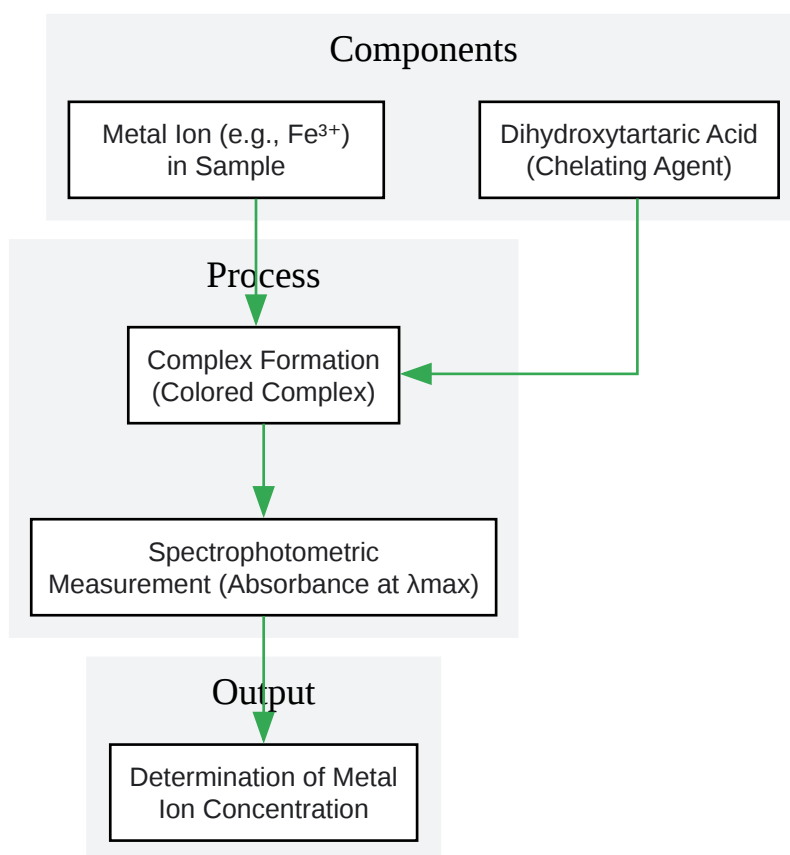 Components
Metal Ion (e.g., Fe³⁺)
in Sample
Dihydroxytartaric Acid
(Chelating Agent)
Process
Complex Formation
(Colored Complex)
Spectrophotometric
Measurement (Absorbance at λmax)
Output
Determination of Metal
Ion Concentration